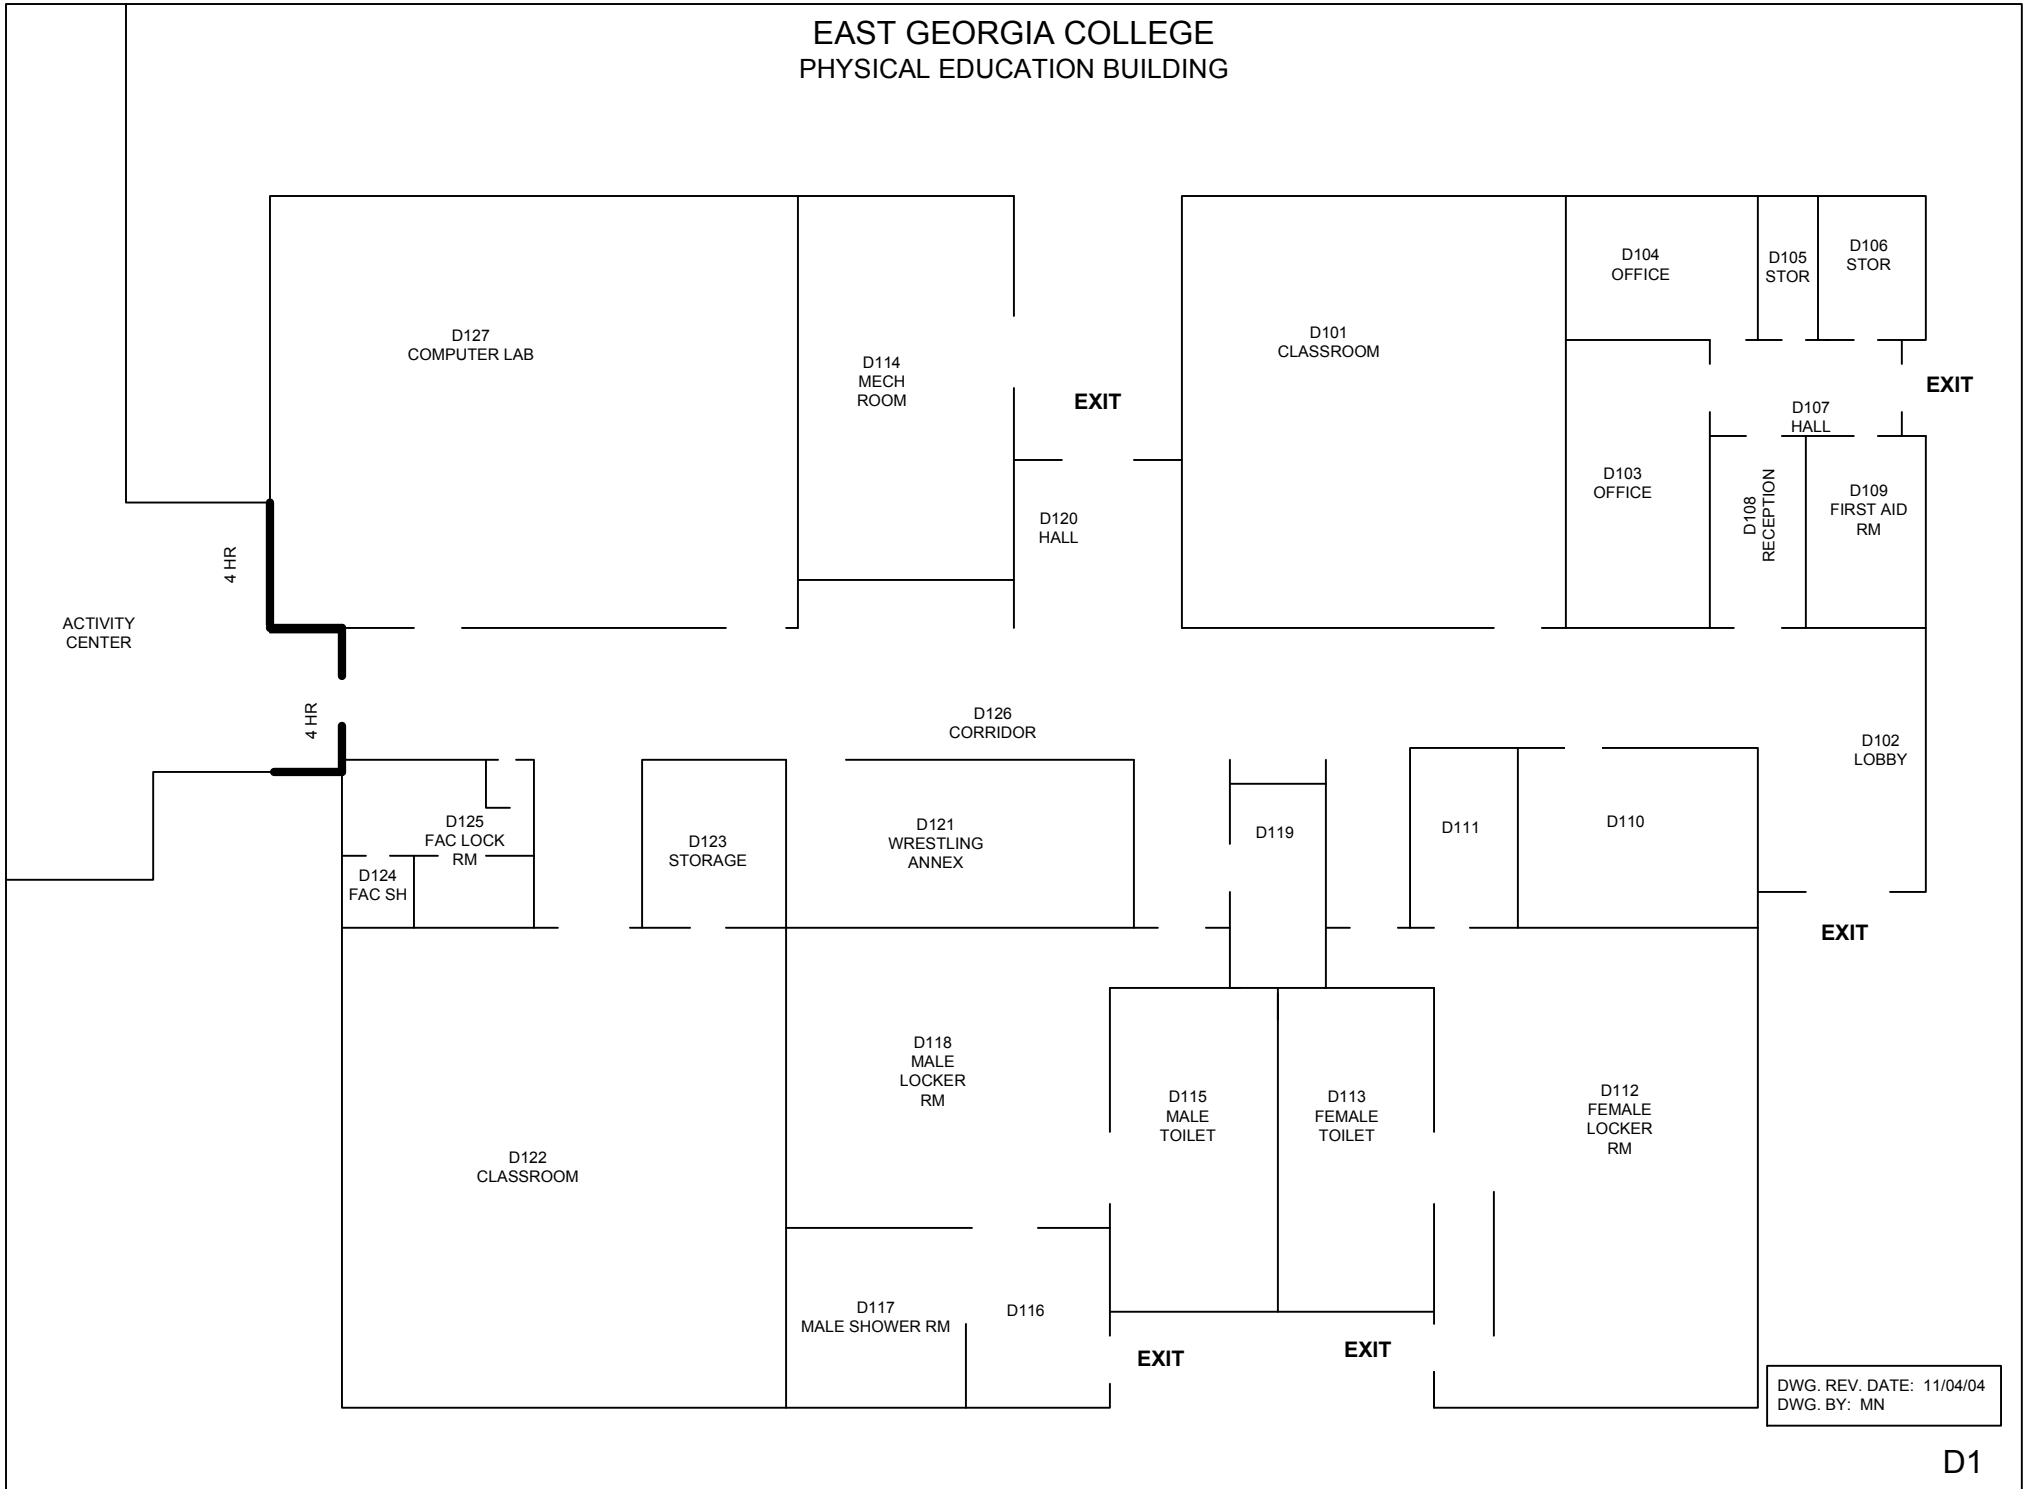 EAST GEORGIA COLLEGE
PHYSICAL EDUCATION BUILDING
D127
COMPUTER LAB
D114
MECH
ROOM
EXIT
D101
CLASSROOM
D104
OFFICE
D105
STOR
D106
STOR
EXIT
D107
HALL
D103
OFFICE
D108
RECEPTION
D109
FIRST AID
RM
D120
HALL
4 HR
ACTIVITY
CENTER
4 HR
D126
CORRIDOR
D102
LOBBY
D125
FAC LOCK
RM
D124
FAC SH
D123
STORAGE
D121
WRESTLING
ANNEX
D119
D111
D110
EXIT
D118
MALE
LOCKER
RM
D115
MALE
TOILET
D113
FEMALE
TOILET
D112
FEMALE
LOCKER
RM
D122
CLASSROOM
D117
MALE SHOWER RM
D116
EXIT
EXIT
DWG. REV. DATE: 11/04/04
DWG. BY: MN
D1